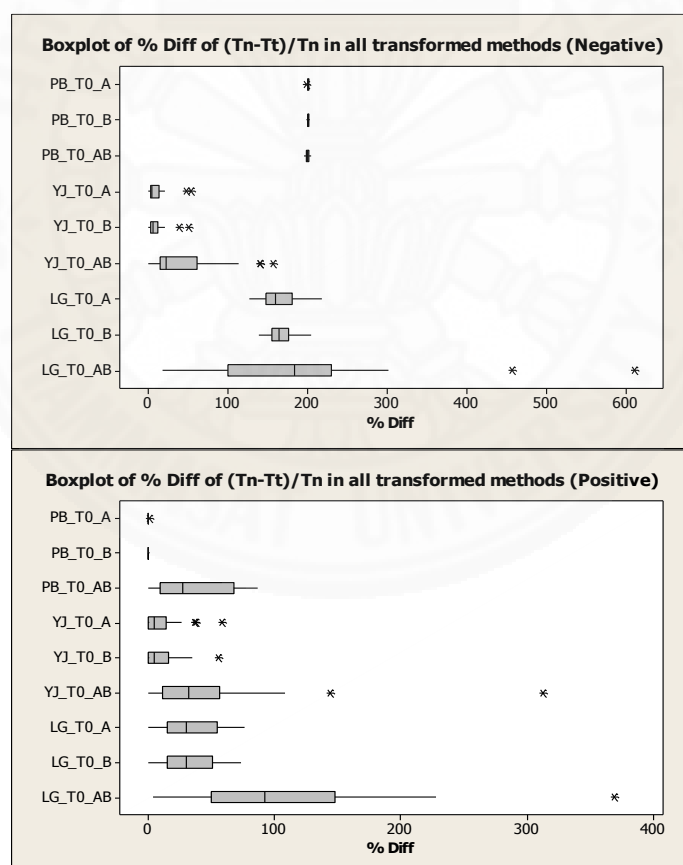 Boxplot of % Diff of (Tn-Tt)/Tn in all transformed methods (Negative)
PB_T0_A
PB_T0_B
PB_T0_AB
YJ_T0_A
YJ_T0_B
YJ_T0_AB
LG_T0_A
LG_T0_B
LG_T0_AB
0 100 200 300 400 500 600
% Diff
Boxplot of % Diff of (Tn-Tt)/Tn in all transformed methods (Positive)
PB_T0_A
PB_T0_B
PB_T0_AB
YJ_T0_A
YJ_T0_B
YJ_T0_AB
LG_T0_A
LG_T0_B
LG_T0_AB
0 100 200 300 400
% Diff